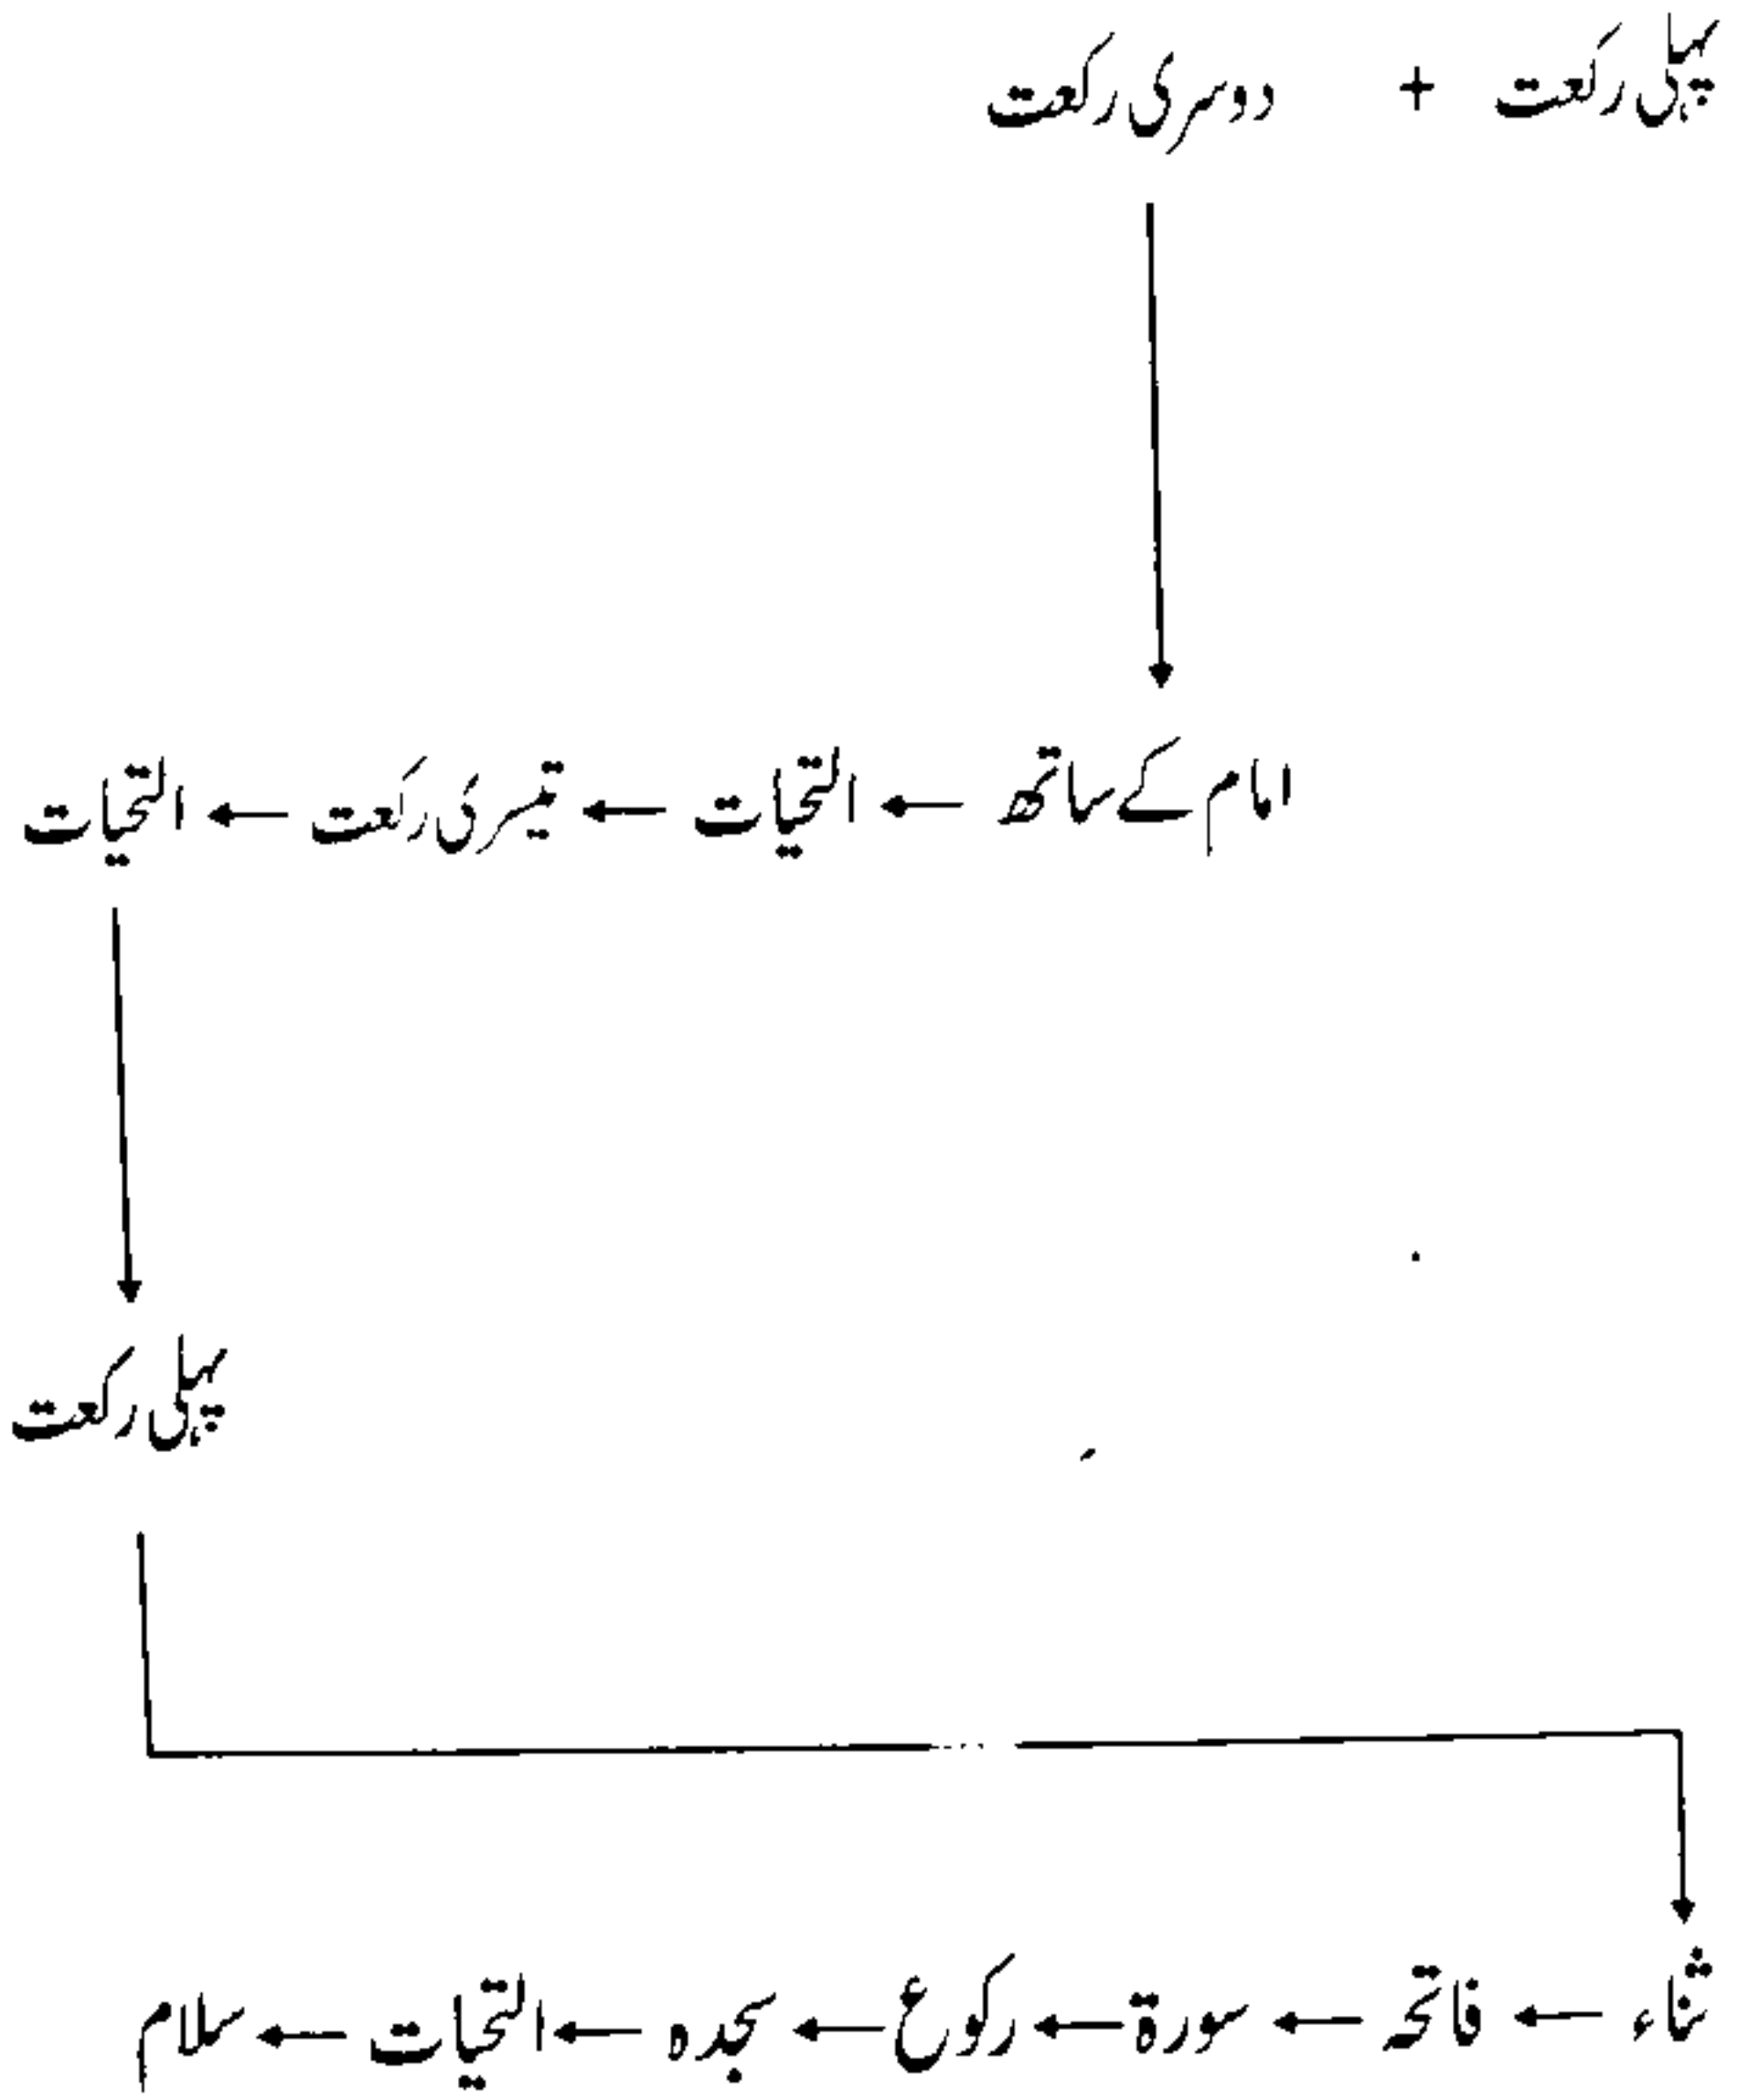 پہلی رکعت + دوسری رکعت
امام کے ساتھ ← التحیات ← تیسری رکعت ← التحیات
پہلی رکعت
ثناء ← فاتحہ ← سورۃ ← رکوع ← سجدہ ← التحیات ← سلام